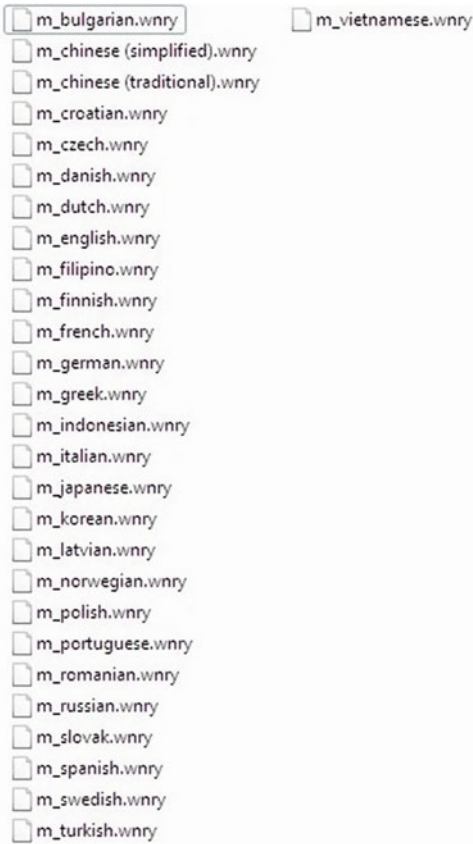 m_bulgarian.wnry
m_chinese (simplified).wnry
m_chinese (traditional).wnry
m_croatian.wnry
m_czech.wnry
m_danish.wnry
m_dutch.wnry
m_english.wnry
m_filipino.wnry
m_finnish.wnry
m_french.wnry
m_german.wnry
m_greek.wnry
m_indonesian.wnry
m_italian.wnry
m_japanese.wnry
m_korean.wnry
m_latvian.wnry
m_norwegian.wnry
m_polish.wnry
m_portuguese.wnry
m_romanian.wnry
m_russian.wnry
m_slovak.wnry
m_spanish.wnry
m_swedish.wnry
m_turkish.wnry
m_vietnamese.wnry